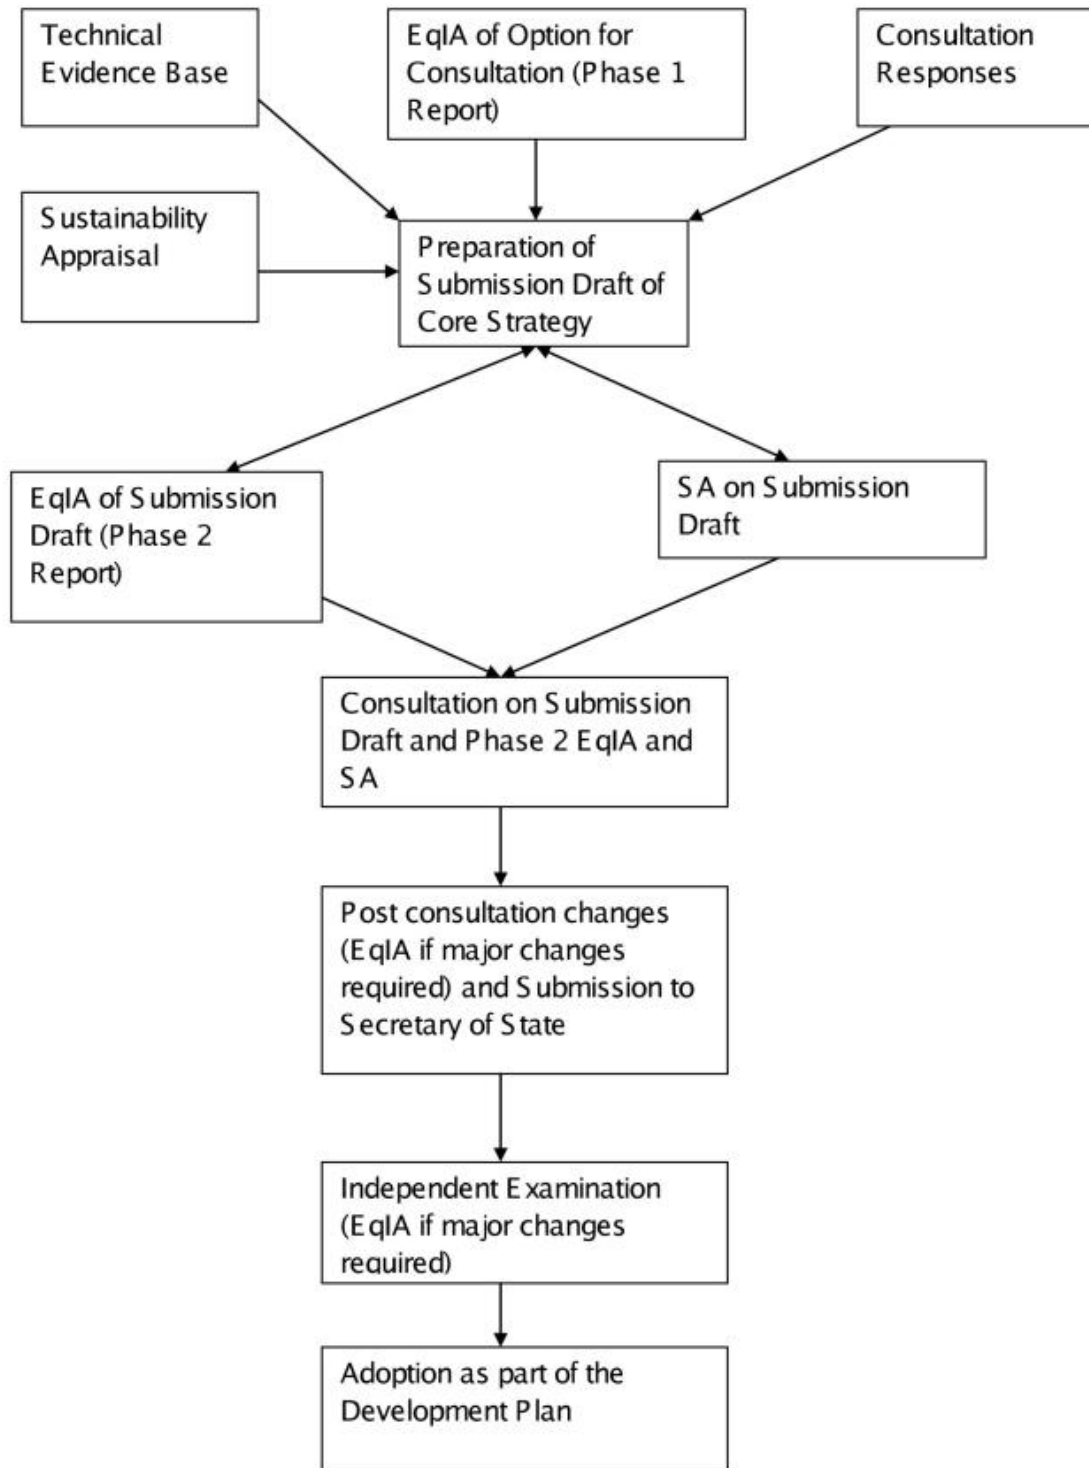 Technical
Evidence Base
EqIA of Option for
Consultation (Phase 1
Report)
Consultation
Responses
Sustainability
Appraisal
Preparation of
Submission Draft of
Core Strategy
EqIA of Submission
Draft (Phase 2
Report)
SA on Submission
Draft
Consultation on Submission
Draft and Phase 2 EqIA and
SA
Post consultation changes
(EqIA if major changes
required) and Submission to
Secretary of State
Independent Examination
(EqIA if major changes
required)
Adoption as part of the
Development Plan